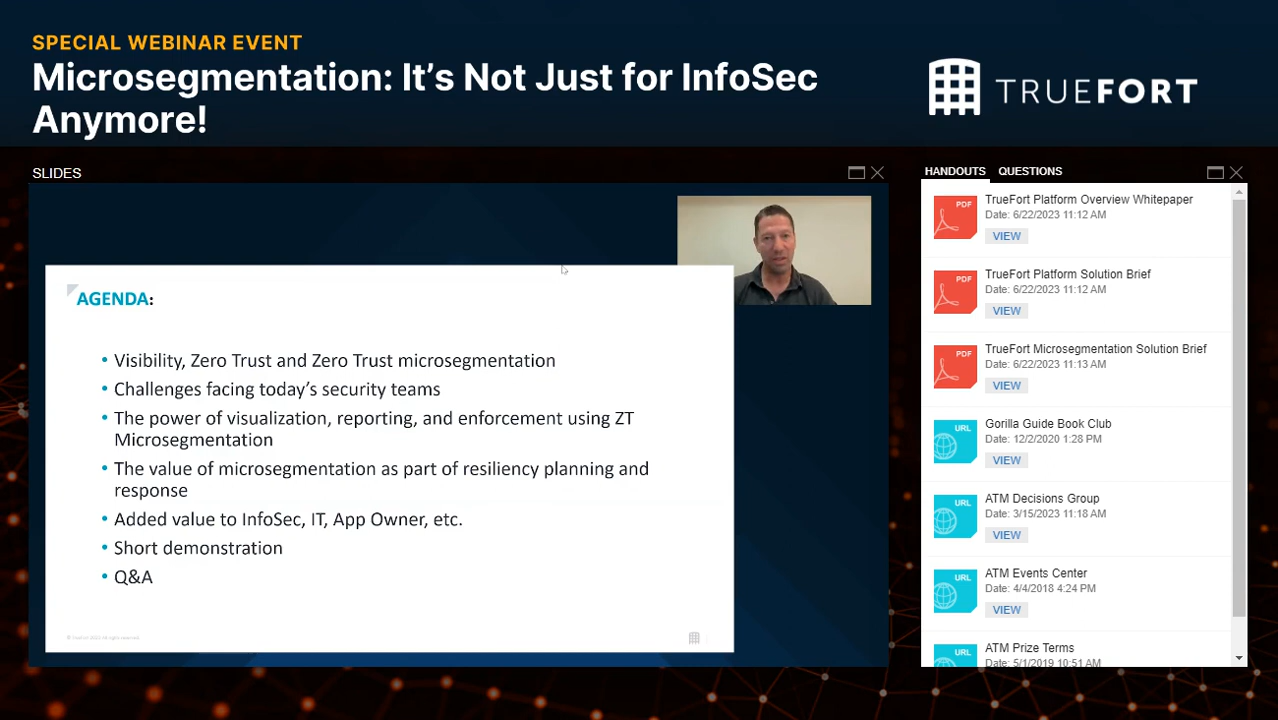 SPECIAL WEBINAR EVENT
Microsegmentation: It's Not Just for InfoSec
Anymore!
TRUEFORT
SLIDES
AGENDA:
• Visibility, Zero Trust and Zero Trust microsegmentation
• Challenges facing today's security teams
• The power of visualization, reporting, and enforcement using ZT
Microsegmentation
• The value of microsegmentation as part of resiliency planning and
response
• Added value to InfoSec, IT, App Owner, etc.
• Short demonstration
• Q&A
HANDOUTS QUESTIONS
PDF
TrueFort Platform Overview Whitepaper
Date: 6/22/2023 11:12 AM
VIEW
PDF
TrueFort Platform Solution Brief
Date: 6/22/2023 11:12 AM
VIEW
PDF
TrueFort Microsegmentation Solution Brief
Date: 6/22/2023 11:13 AM
VIEW
URL
Gorilla Guide Book Club
Date: 12/2/2020 1:28 PM
VIEW
URL
ATM Decisions Group
Date: 3/15/2023 11:18 AM
VIEW
URL
ATM Events Center
Date: 4/4/2018 4:24 PM
VIEW
URL
ATM Prize Terms
Date: 5/1/2019 10:51 AM